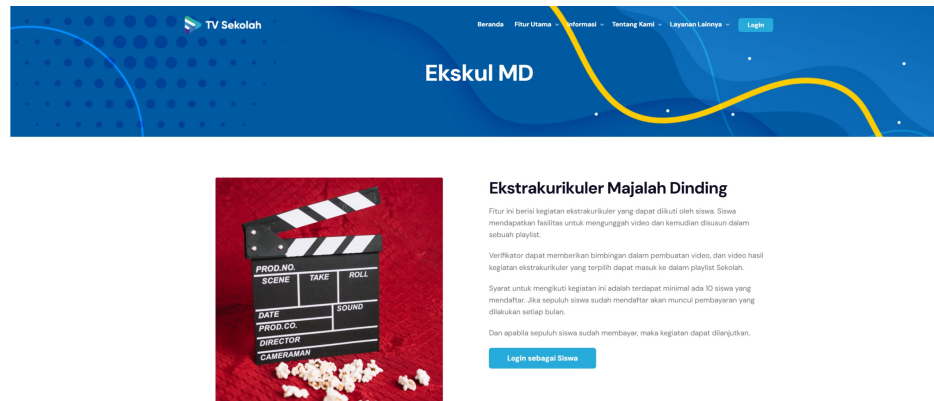 TV Sekolah
Beranda Fitur Utama Informasi Tentang Kami Layanan Lainnya Login
Ekskul MD
Ekstrakurikuler Majalah Dinding
Fitur ini berisi kegiatan ekstrakurikuler yang dapat diikuti oleh siswa. Siswa
mendapatkan fasilitas untuk mengunggah video dan kemudian disusun dalam
sebuah playlist.
Verifikator dapat memberikan bimbingan dalam pembuatan video, dan video hasil
kegiatan ekstrakurikuler yang terpilih dapat masuk ke dalam playlist Sekolah.
Syarat untuk mengikuti kegiatan ini adalah terdapat minimal ada 10 siswa yang
mendaftar. Jika sepuluh siswa sudah mendaftar akan muncul pembayaran yang
dilakukan setiap bulan.
Dan apabila sepuluh siswa sudah membayar, maka kegiatan dapat dilanjutkan.
Login sebagai Siswa
PROD.NO.
SCENE TAKE ROLL
DATE SOUND
PROD.CO.
DIRECTOR
CAMERAMAN